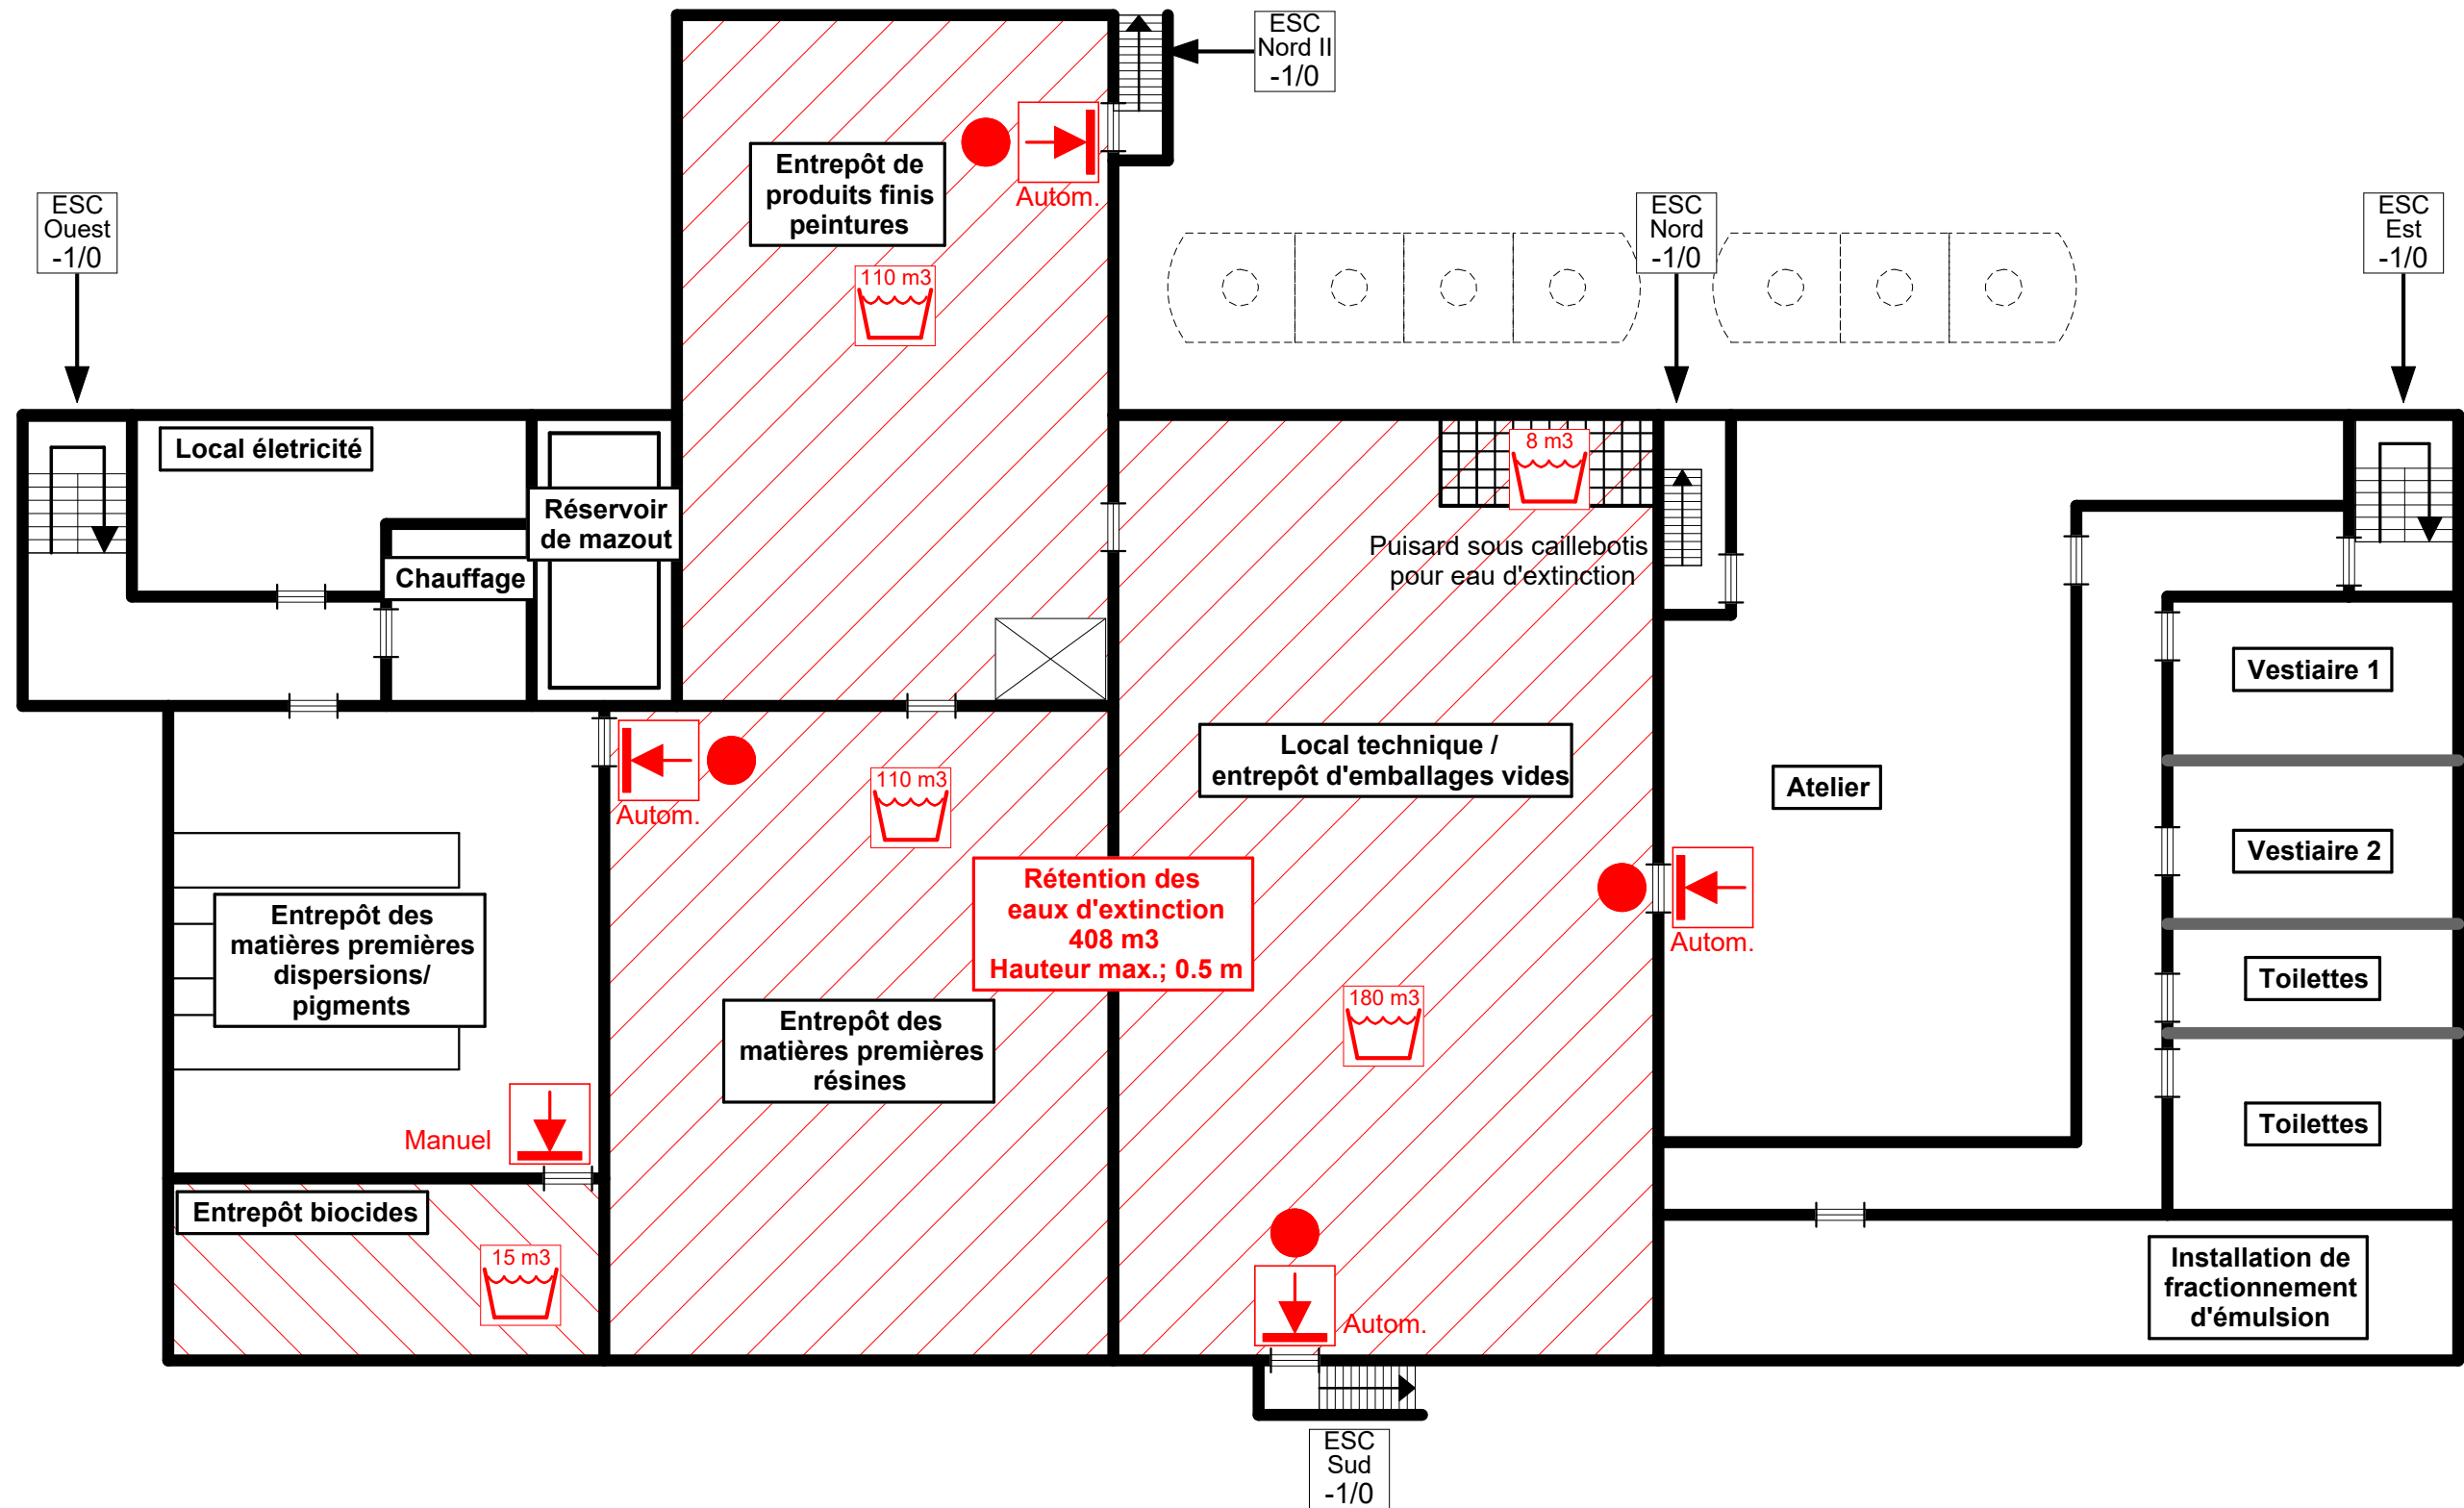 ESC
Nord II
-1/0
Entrepôt de
produits finis
peintures
Autom.
110 m3
ESC
Ouest
-1/0
ESC
Nord
-1/0
ESC
Est
-1/0
Local életricité
Réservoir
de mazout
Chauffage
8 m3
Puisard sous caillebotis
pour eau d'extinction
Vestiaire 1
Local technique /
entrepôt d'emballages vides
Atelier
Autom.
110 m3
Vestiaire 2
Rétention des
eaux d'extinction
408 m3
Hauteur max.; 0.5 m
Autom.
Entrepôt des
matières premières
dispersions/
pigments
Toilettes
180 m3
Entrepôt des
matières premières
résines
Manuel
Toilettes
Entrepôt biocides
15 m3
Autom.
Installation de
fractionnement
d'émulsion
ESC
Sud
-1/0